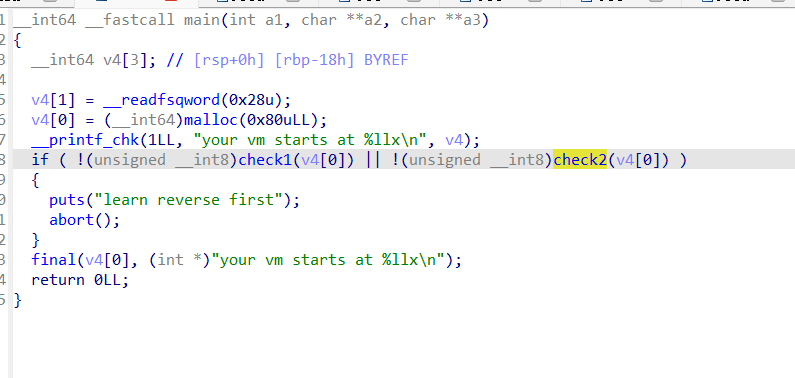 1 __int64 __fastcall main(int a1, char **a2, char **a3)
2 {
3 __int64 v4[3]; // [rsp+0h] [rbp-18h] BYREF
4
5 v4[1] = __readfsqword(0x28u);
6 v4[0] = (__int64)malloc(0x80uLL);
7 __printf_chk(1LL, "your vm starts at %llx\n", v4);
8 if ( !(unsigned __int8)check1(v4[0]) || !(unsigned __int8)check2(v4[0]) )
9 {
0 puts("learn reverse first");
1 abort();
2 }
3 final(v4[0], (int *)"your vm starts at %llx\n");
4 return 0LL;
5 }